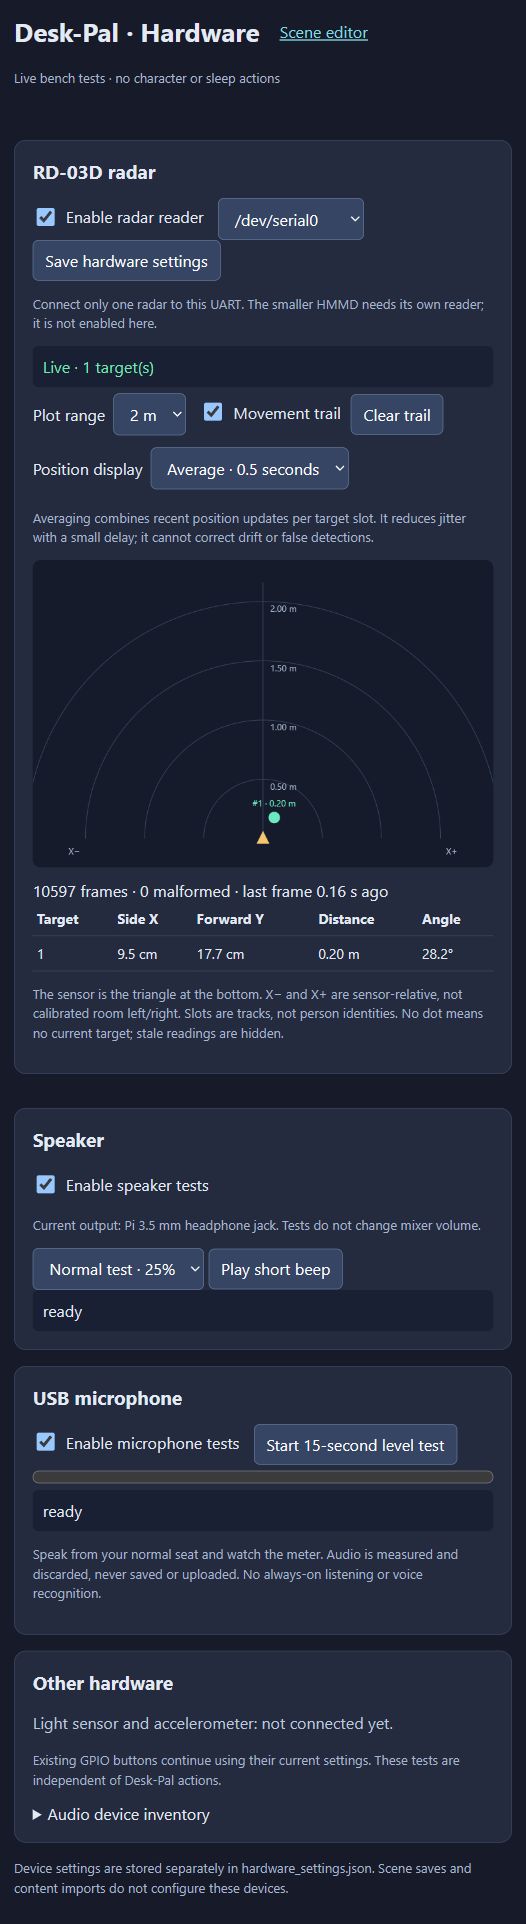 Desk-Pal · Hardware Scene editor
Live bench tests · no character or sleep actions
RD-03D radar
Enable radar reader /dev/serial0
Save hardware settings
Connect only one radar to this UART. The smaller HMMD needs its own reader;
it is not enabled here.
Live · 1 target(s)
Plot range 2 m Movement trail Clear trail
Position display Average · 0.5 seconds
Averaging combines recent position updates per target slot. It reduces jitter
with a small delay; it cannot correct drift or false detections.
2.00 m
1.50 m
1.00 m
0.50 m
#1 · 0.20 m
X− X+
10597 frames · 0 malformed · last frame 0.16 s ago
Target Side X Forward Y Distance Angle
1 9.5 cm 17.7 cm 0.20 m 28.2°
The sensor is the triangle at the bottom. X− and X+ are sensor-relative, not
calibrated room left/right. Slots are tracks, not person identities. No dot means
no current target; stale readings are hidden.
Speaker
Enable speaker tests
Current output: Pi 3.5 mm headphone jack. Tests do not change mixer volume.
Normal test · 25% Play short beep
ready
USB microphone
Enable microphone tests Start 15-second level test
ready
Speak from your normal seat and watch the meter. Audio is measured and
discarded, never saved or uploaded. No always-on listening or voice
recognition.
Other hardware
Light sensor and accelerometer: not connected yet.
Existing GPIO buttons continue using their current settings. These tests are
independent of Desk-Pal actions.
Audio device inventory
Device settings are stored separately in hardware_settings.json. Scene saves and
content imports do not configure these devices.